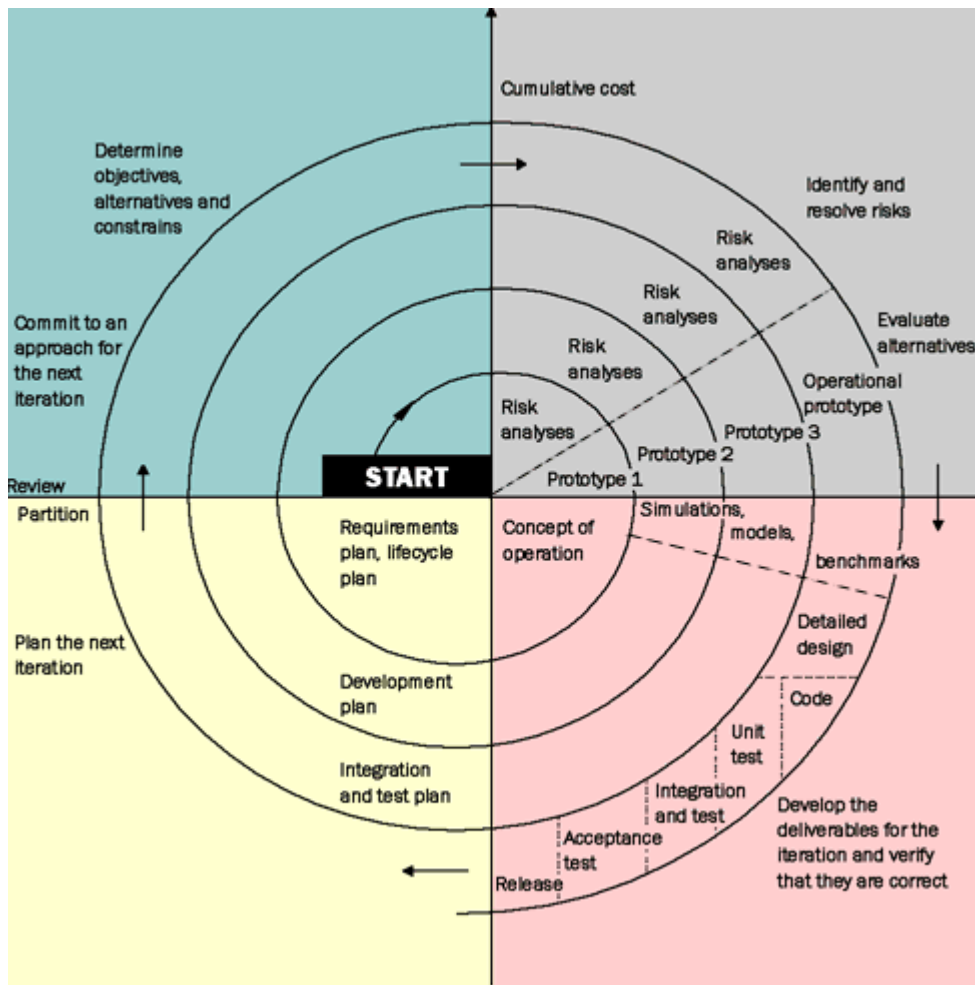 Cumulative cost
Determine
objectives,
alternatives and
constrains
Identify and
resolve risks
Risk
analyses
Risk
analyses
Risk
analyses
Risk
analyses
Commit to an
approach for
the next
iteration
Evaluate
alternatives
Operational
prototype
Prototype 3
Prototype 2
Prototype 1
START
Review
Partition
Requirements
plan, lifecycle
plan
Concept of
operation
Simulations,
models,
benchmarks
Plan the next
iteration
Detailed
design
Development
plan
Code
Unit
test
Integration
and test plan
Integration
and test
Acceptance
test
Release
Develop the
deliverables for the
iteration and verify
that they are correct